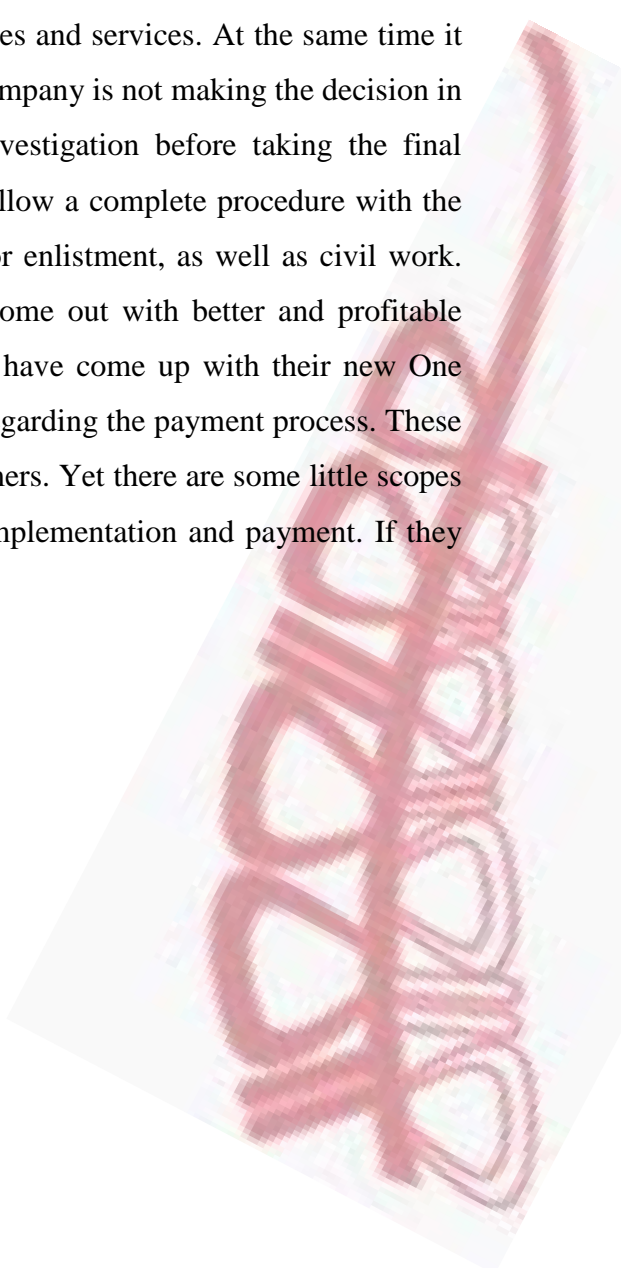 es and services. At the same time it
mpany is not making the decision in
vestigation before taking the final
llow a complete procedure with the
r enlistment, as well as civil work.
ome out with better and profitable
have come up with their new One
garding the payment process. These
ners. Yet there are some little scopes
nplementation and payment. If they